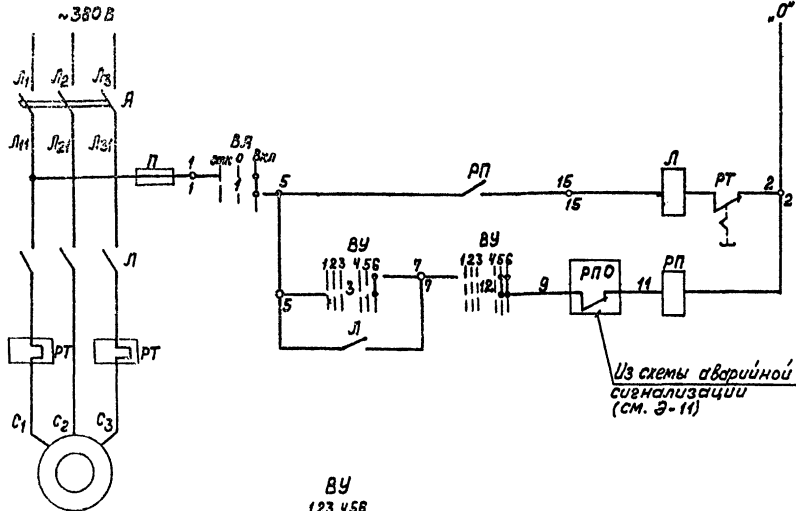 ~380В
„О"
Л1 Л2 Л3
А
Л11 Л21 Л31
П
1
1
ВА
отк 0 вкл
1
5
РП
15
15
Л
РТ
2
2
Л
ВУ
123 456
3
5
7
7
Л
ВУ
123 456
12
9
РПО
11
РП
РТ
РТ
Из схемы аварийной
сигнализации
(см. Э-11)
С1 С2 С3
ВУ
123 456